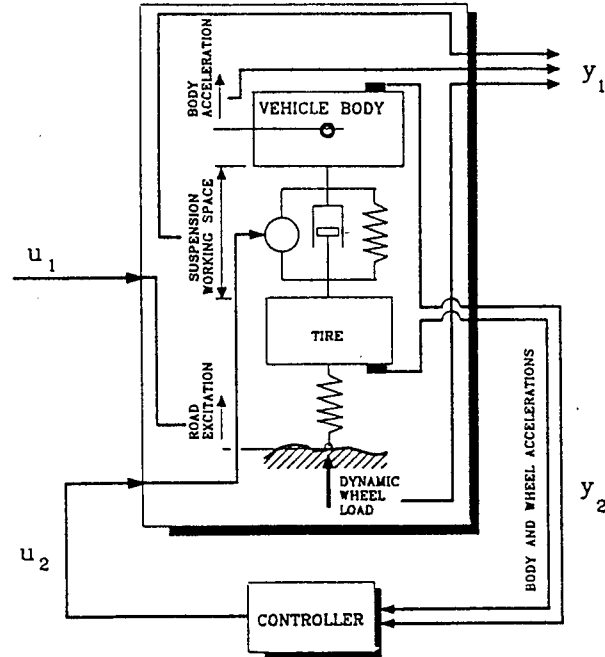 BODY
ACCELERATION
y1
VEHICLE BODY
SUSPENSION
WORKING SPACE
u1
TIRE
ROAD
EXCITATION
DYNAMIC
WHEEL
LOAD
BODY AND WHEEL ACCELERATIONS
y2
u2
CONTROLLER